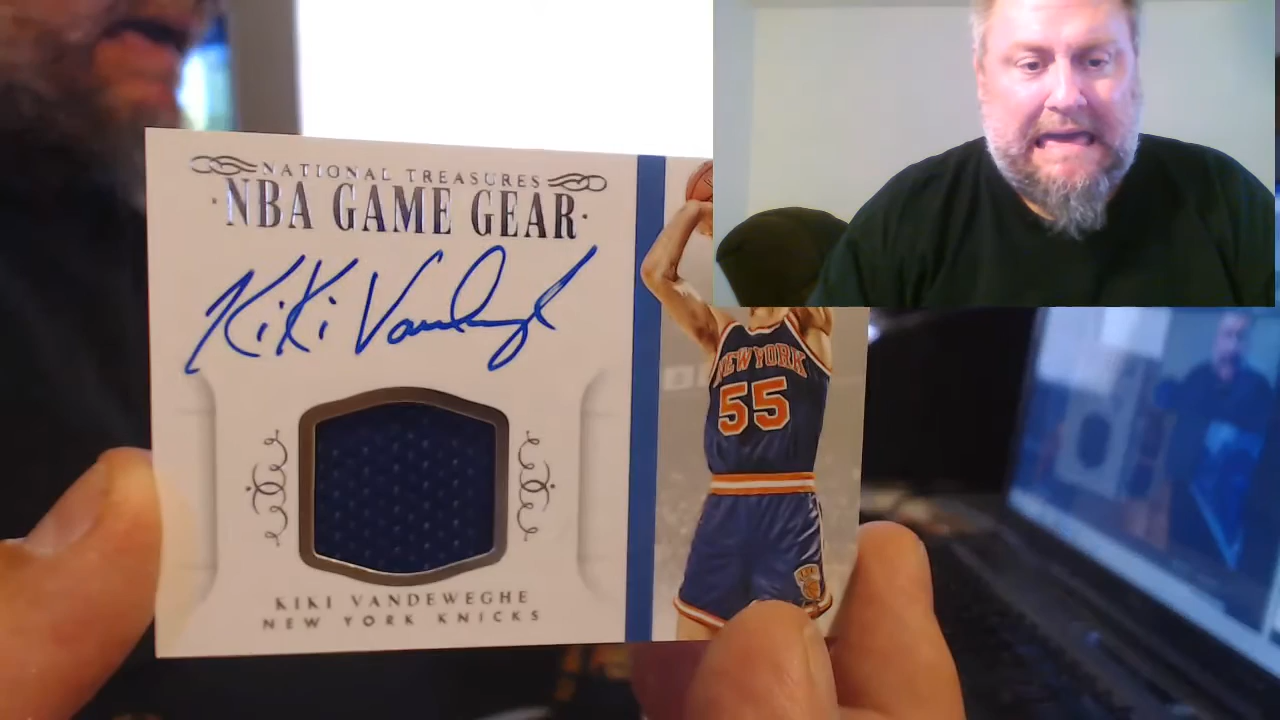 NATIONAL TREASURES
·NBA GAME GEAR·
KiKi Vandeweghe
KIKI VANDEWEGHE
NEW YORK KNICKS
NEW YORK
55